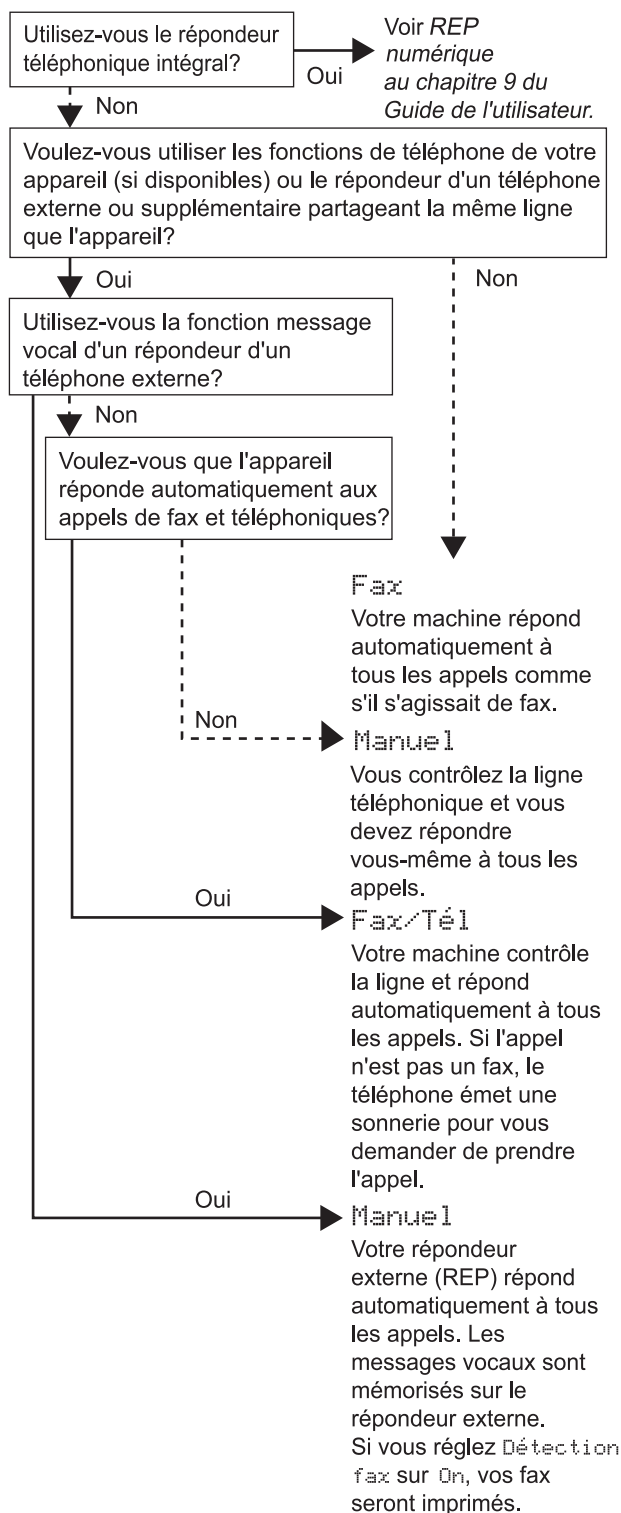 Utilisez-vous le répondeur
téléphonique intégral?
Oui
Voir REP
numérique
au chapitre 9 du
Guide de l'utilisateur.
Non
Voulez-vous utiliser les fonctions de téléphone de votre
appareil (si disponibles) ou le répondeur d'un téléphone
externe ou supplémentaire partageant la même ligne
que l'appareil?
Oui
Non
Utilisez-vous la fonction message
vocal d'un répondeur d'un
téléphone externe?
Non
Voulez-vous que l'appareil
réponde automatiquement aux
appels de fax et téléphoniques?
Fax
Votre machine répond
automatiquement à
tous les appels comme
s'il s'agissait de fax.
Non
Manuel
Vous contrôlez la ligne
téléphonique et vous
devez répondre
vous-même à tous les
appels.
Oui
Fax/Tél
Votre machine contrôle
la ligne et répond
automatiquement à tous
les appels. Si l'appel
n'est pas un fax, le
téléphone émet une
sonnerie pour vous
demander de prendre
l'appel.
Oui
Manuel
Votre répondeur
externe (REP) répond
automatiquement à tous
les appels. Les
messages vocaux sont
mémorisés sur le
répondeur externe.
Si vous réglez Détection
fax sur On, vos fax
seront imprimés.